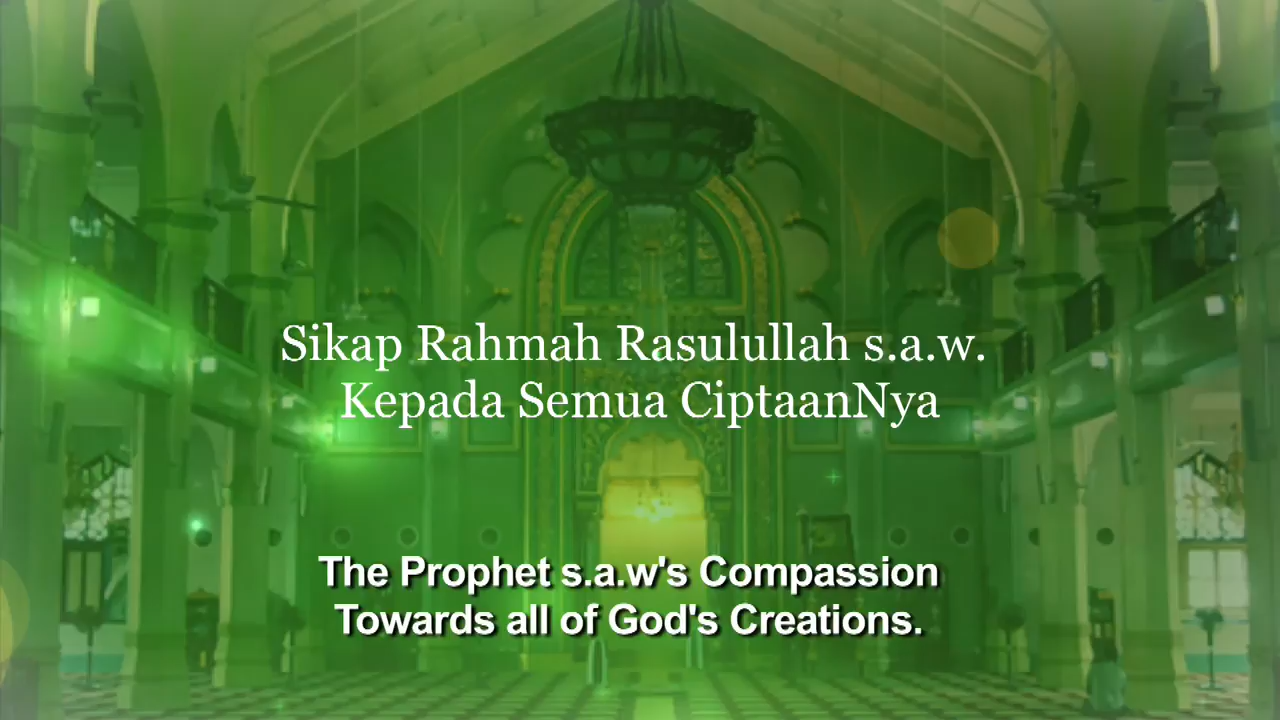 Sikap Rahmah Rasulullah s.a.w.
Kepada Semua CiptaanNya
The Prophet s.a.w's Compassion
Towards all of God's Creations.